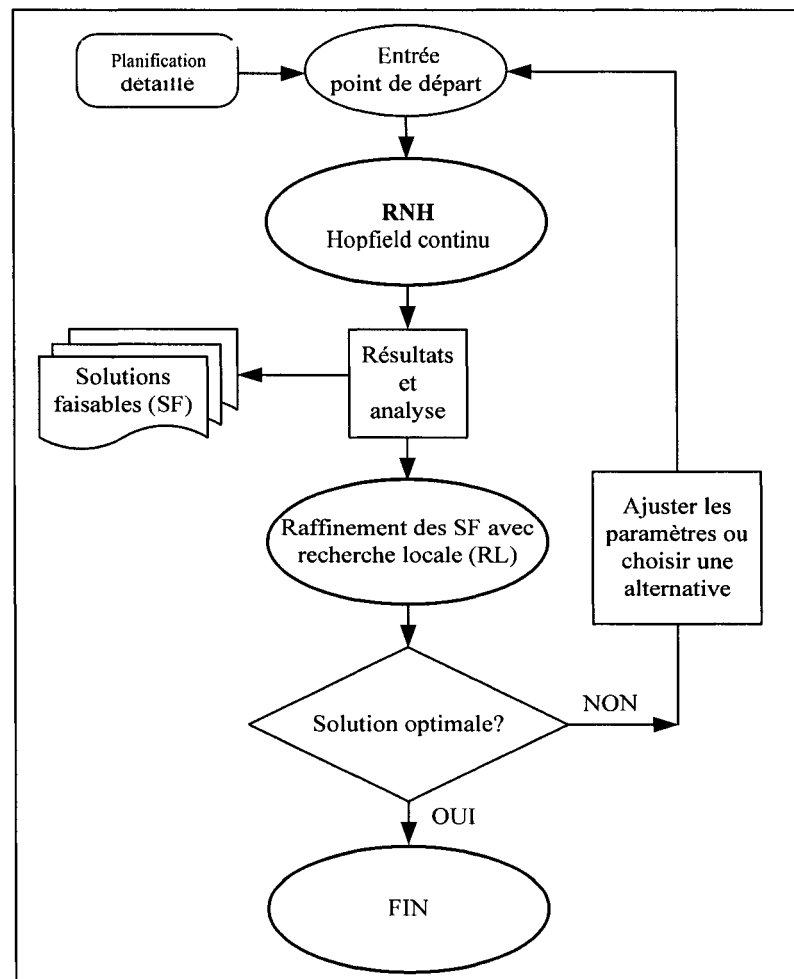 Planification
détaillé
Entrée
point de départ
RNH
Hopfield continu
Résultats
et
analyse
Solutions
faisables (SF)
Raffinement des SF avec
recherche locale (RL)
Ajuster les
paramètres ou
choisir une
alternative
Solution optimale?
NON
OUI
FIN